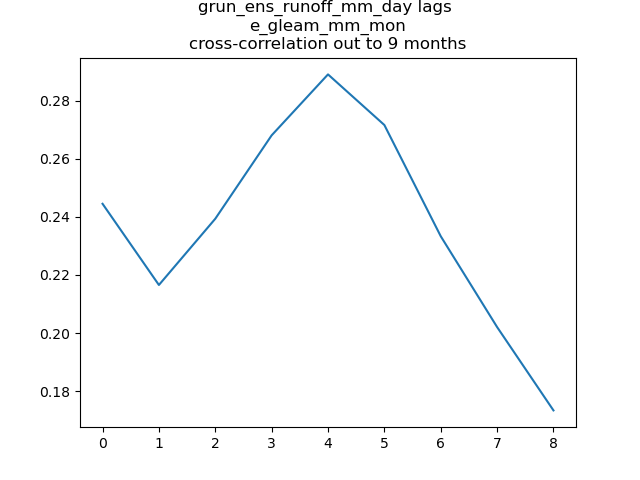 grun_ens_runoff_mm_day lags
e_gleam_mm_mon
cross-correlation out to 9 months
0.28
0.26
0.24
0.22
0.20
0.18
0 1 2 3 4 5 6 7 8